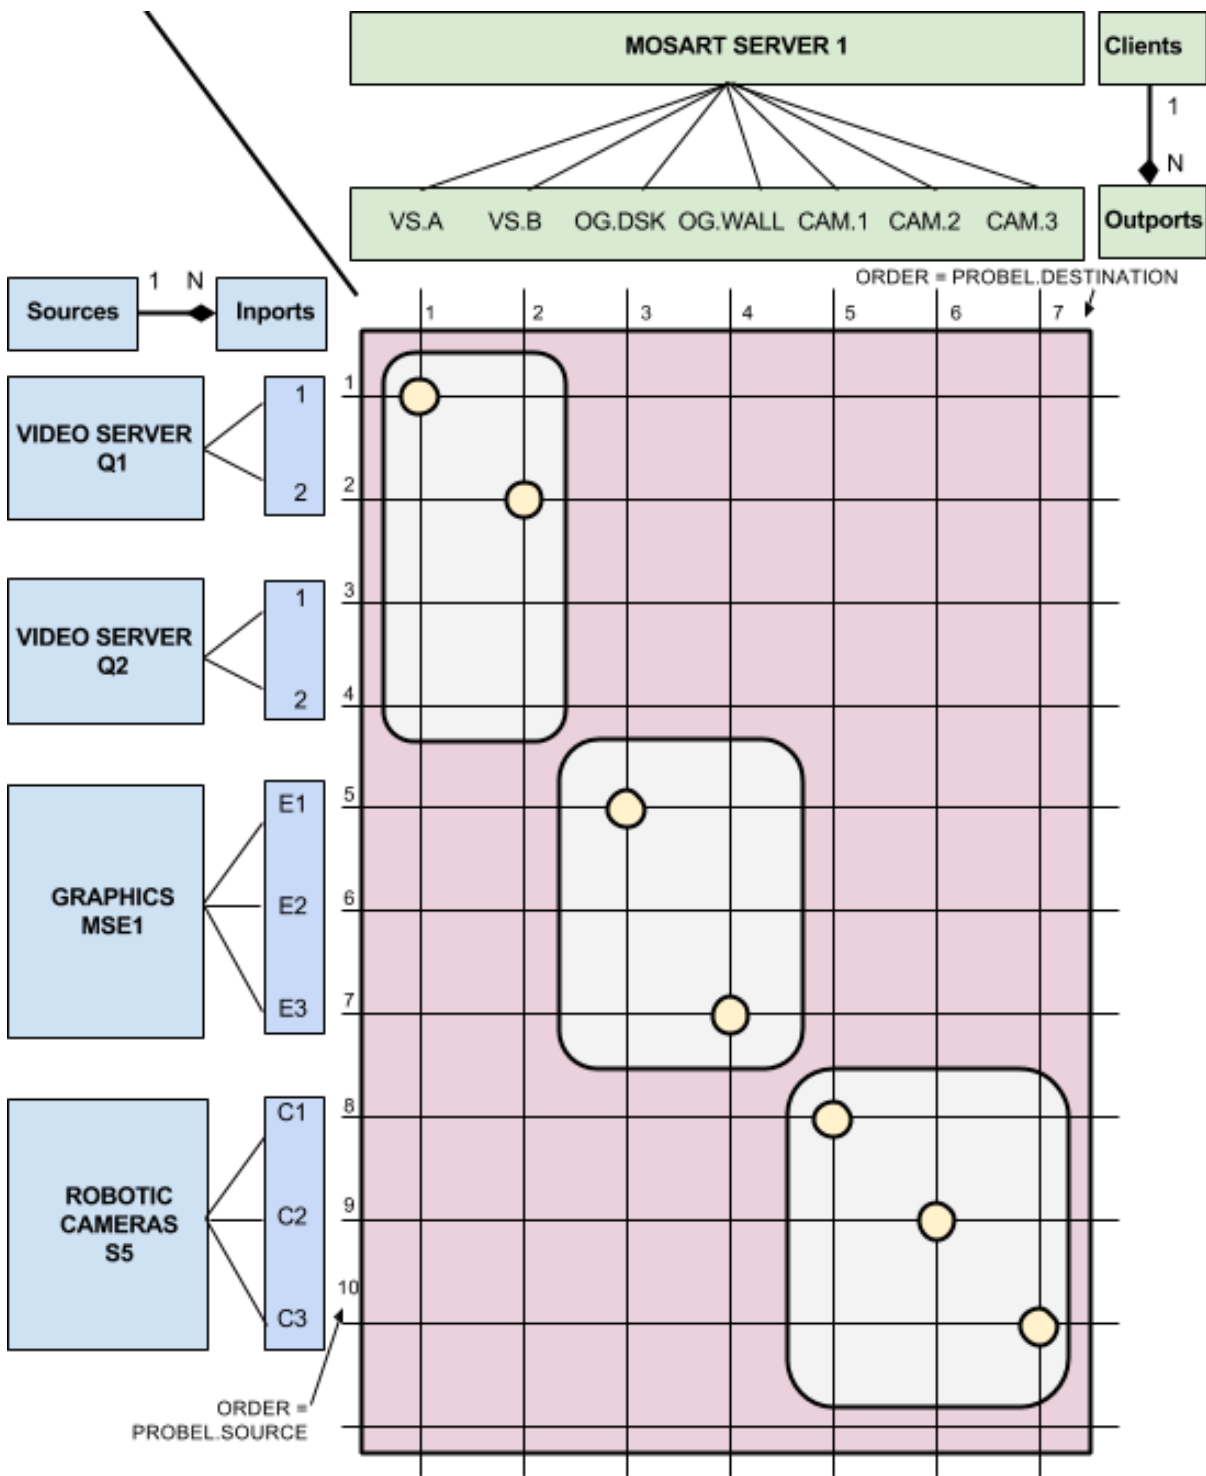 MOSART SERVER 1
Clients
1
N
VS.A VS.B OG.DSK OG.WALL CAM.1 CAM.2 CAM.3
Outports
ORDER = PROBEL.DESTINATION
Sources
1 N
Inports
1 2 3 4 5 6 7
VIDEO SERVER
Q1
1
2
1
2
VIDEO SERVER
Q2
1
2
3
4
GRAPHICS
MSE1
E1
E2
E3
5
6
7
ROBOTIC
CAMERAS
S5
C1
C2
C3
8
9
10
ORDER =
PROBEL.SOURCE